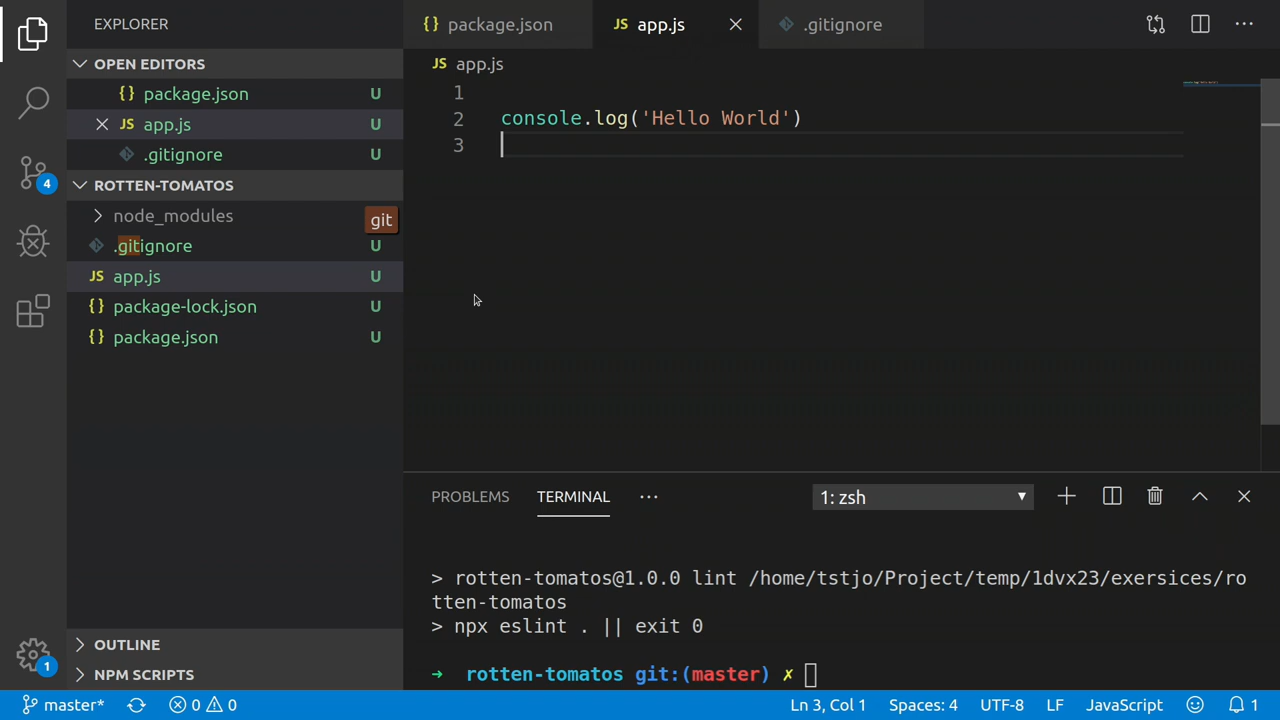 EXPLORER
OPEN EDITORS
{} package.json U
JS app.js U
.gitignore U
ROTTEN-TOMATOS
node_modules
git
.gitignore U
JS app.js U
{} package-lock.json U
{} package.json U
OUTLINE
NPM SCRIPTS
4
1
{} package.json
JS app.js
.gitignore
JS app.js
1
2 console.log('Hello World')
3
PROBLEMS TERMINAL ···
1: zsh
> rotten-tomatos@1.0.0 lint /home/tstjo/Project/temp/1dvx23/exersices/ro
tten-tomatos
> npx eslint . || exit 0
➜ rotten-tomatos git:(master) ✗
master* 0 0 Ln 3, Col 1 Spaces: 4 UTF-8 LF JavaScript 1